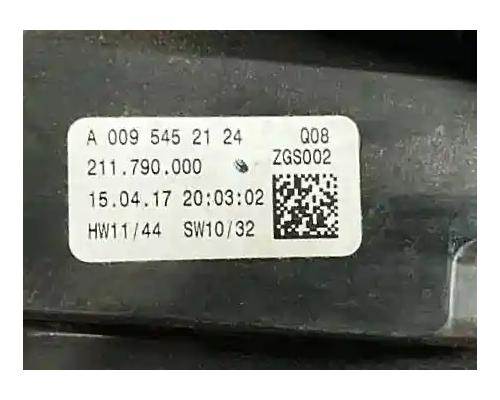 A 009 545 21 24 Q08
211.790.000 ZGS002
15.04.17 20:03:02
HW11/44 SW10/32